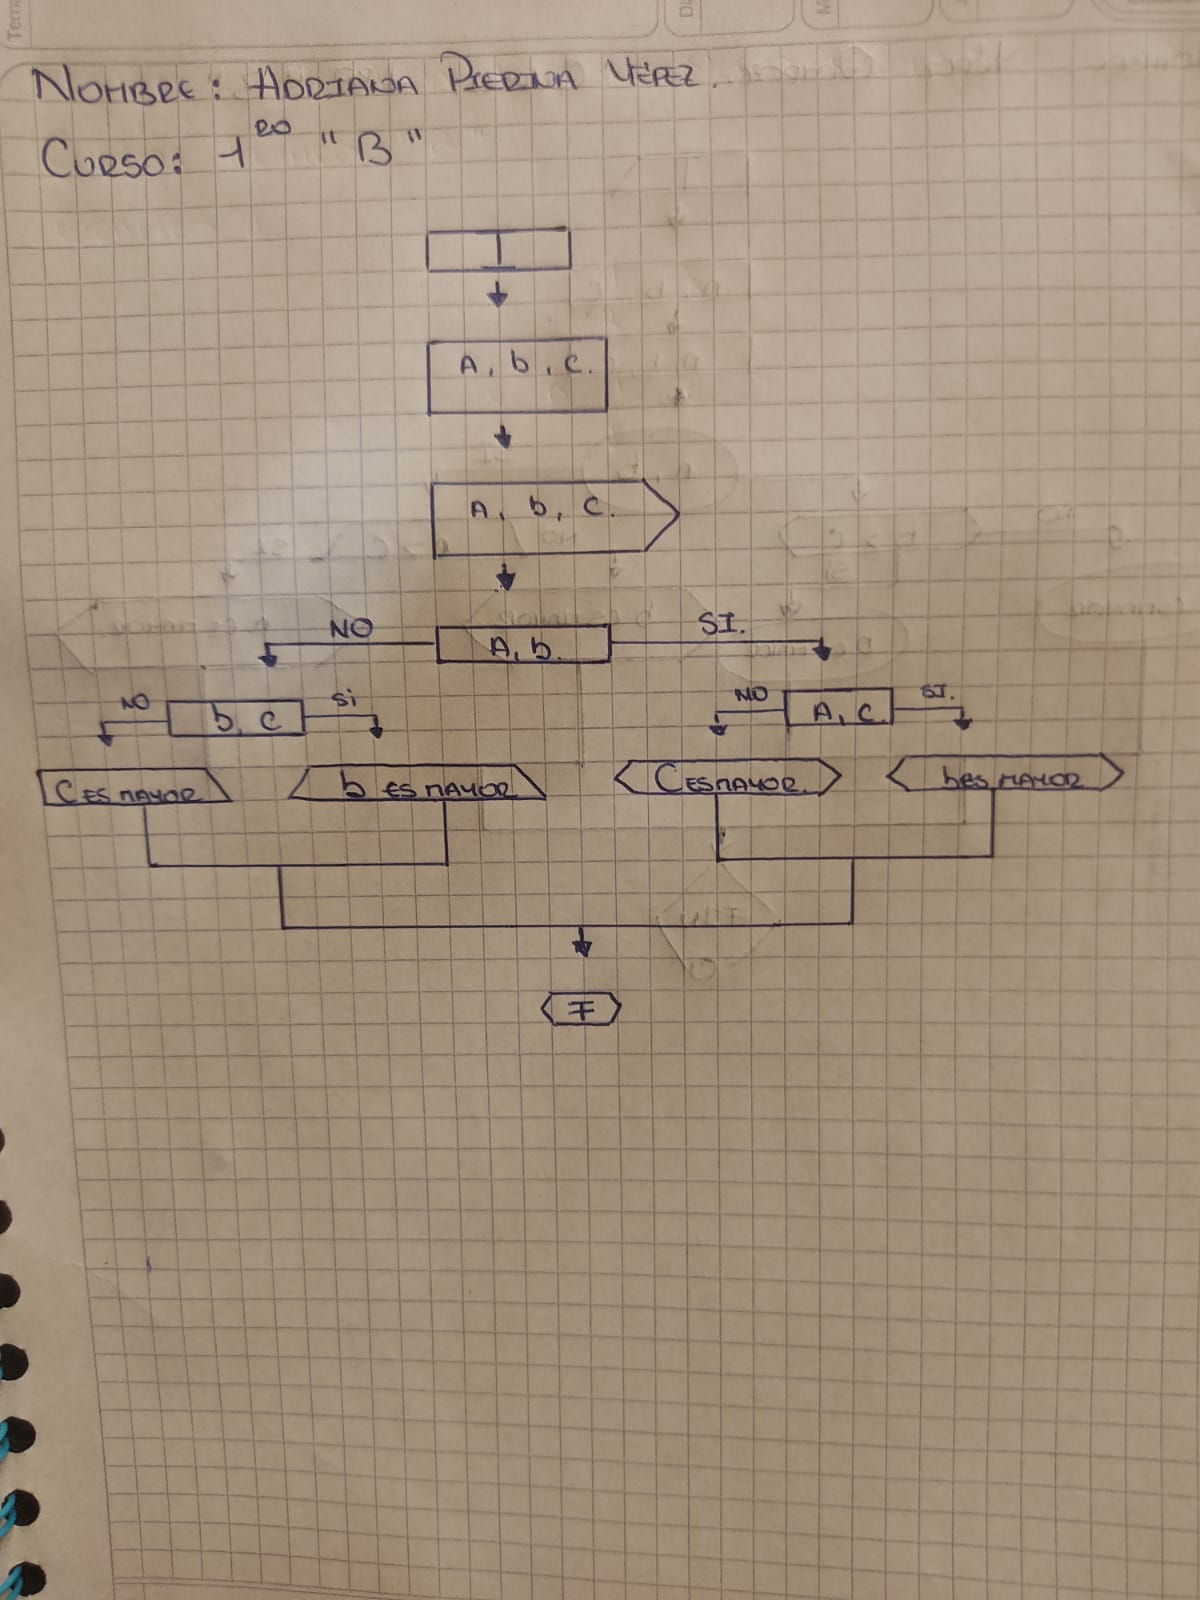 NOMBRE: ADRIANA PIERINA YÉPEZ.
CURSO: 1RO "B"
I
A, b, c.
A, b, c.
NO A, b. SI.
NO b, c Si NO A, c. SI.
C ES MAYOR b ES MAYOR C ES MAYOR. b ES MAYOR
F